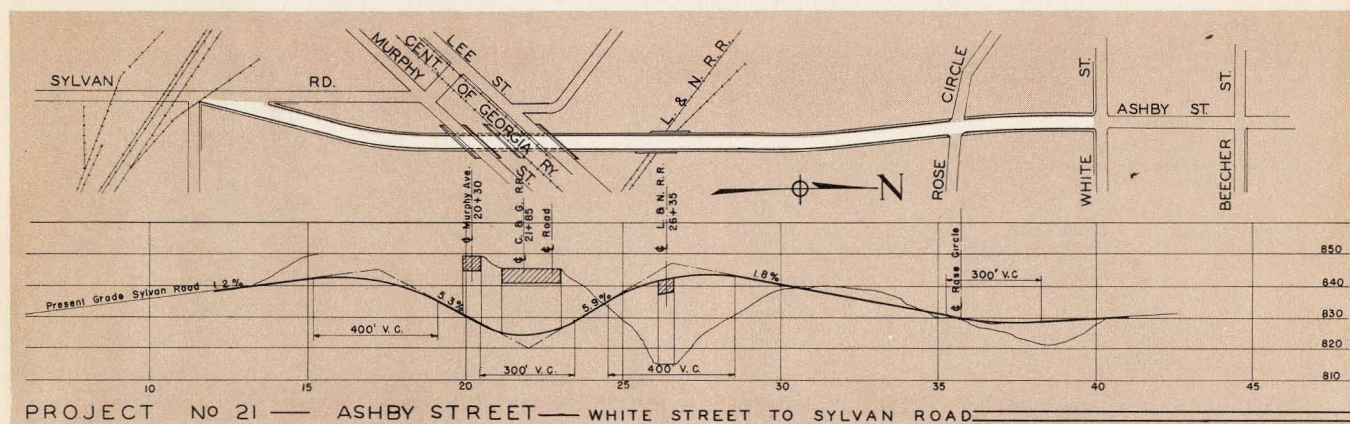 SYLVAN RD.
MURPHY
CENT. OF GEORGIA RY.
LEE ST.
ST.
L. & N. R.R.
CIRCLE
ROSE
ST.
WHITE
ASHBY ST.
ST.
BEECHER
N
℄ Murphy Ave.
20+30
℄ C. & G. R.R.
21+85
℄ Road
℄ L. & N. R.R.
26+35
℄ Rose Circle
300' V.C
850
840
830
820
810
Present Grade Sylvan Road
1.2%
5.3%
5.9%
1.8%
400' V.C.
300' V.C.
400' V.C.
10 15 20 25 30 35 40 45
PROJECT No 21 — ASHBY STREET — WHITE STREET TO SYLVAN ROAD